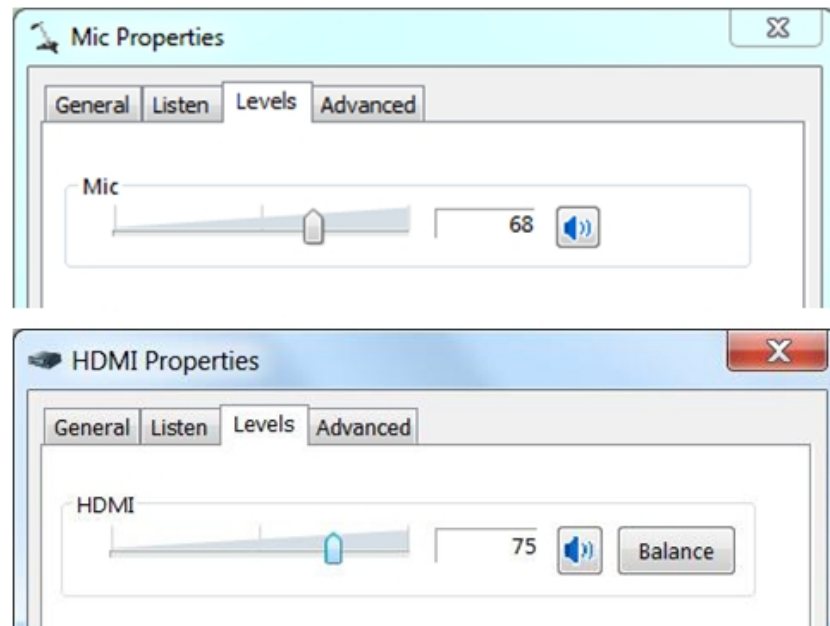 Mic Properties
General Listen Levels Advanced
Mic
68
HDMI Properties
General Listen Levels Advanced
HDMI
75 Balance